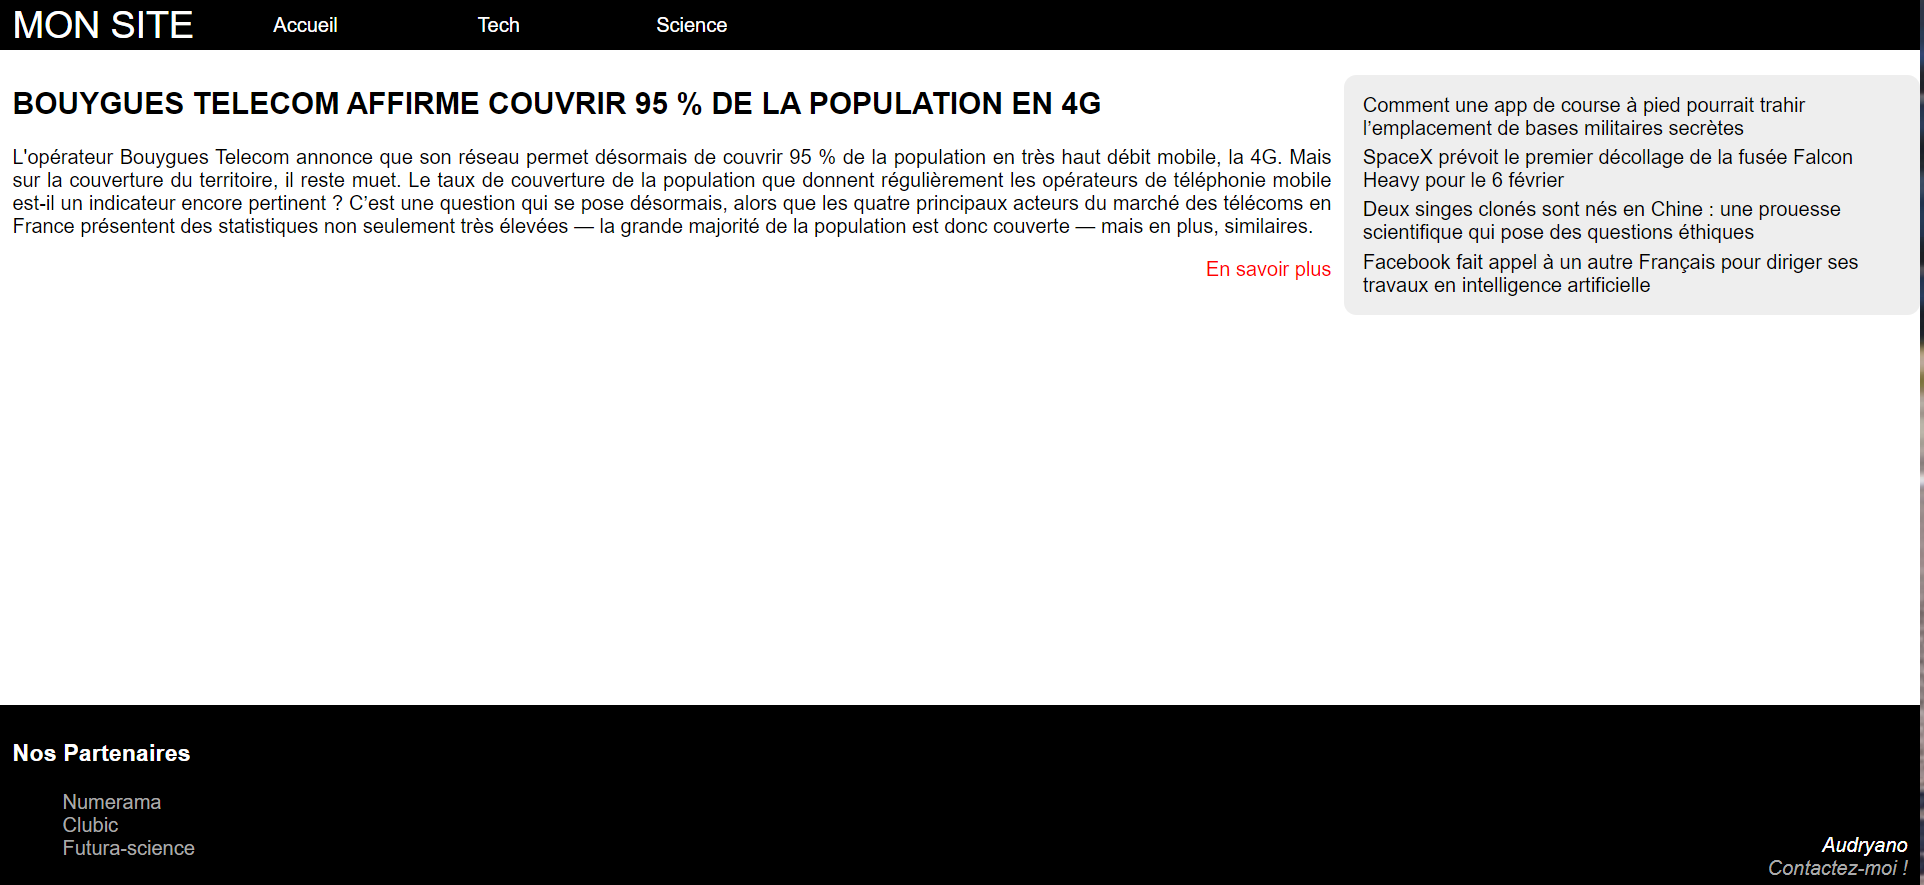 MON SITE Accueil Tech Science
BOUYGUES TELECOM AFFIRME COUVRIR 95 % DE LA POPULATION EN 4G
L'opérateur Bouygues Telecom annonce que son réseau permet désormais de couvrir 95 % de la population en très haut débit mobile, la 4G. Mais
sur la couverture du territoire, il reste muet. Le taux de couverture de la population que donnent régulièrement les opérateurs de téléphonie mobile
est-il un indicateur encore pertinent ? C’est une question qui se pose désormais, alors que les quatre principaux acteurs du marché des télécoms en
France présentent des statistiques non seulement très élevées — la grande majorité de la population est donc couverte — mais en plus, similaires.
En savoir plus
Comment une app de course à pied pourrait trahir
l’emplacement de bases militaires secrètes
SpaceX prévoit le premier décollage de la fusée Falcon
Heavy pour le 6 février
Deux singes clonés sont nés en Chine : une prouesse
scientifique qui pose des questions éthiques
Facebook fait appel à un autre Français pour diriger ses
travaux en intelligence artificielle
Nos Partenaires
Numerama
Clubic
Futura-science
Audryano
Contactez-moi !